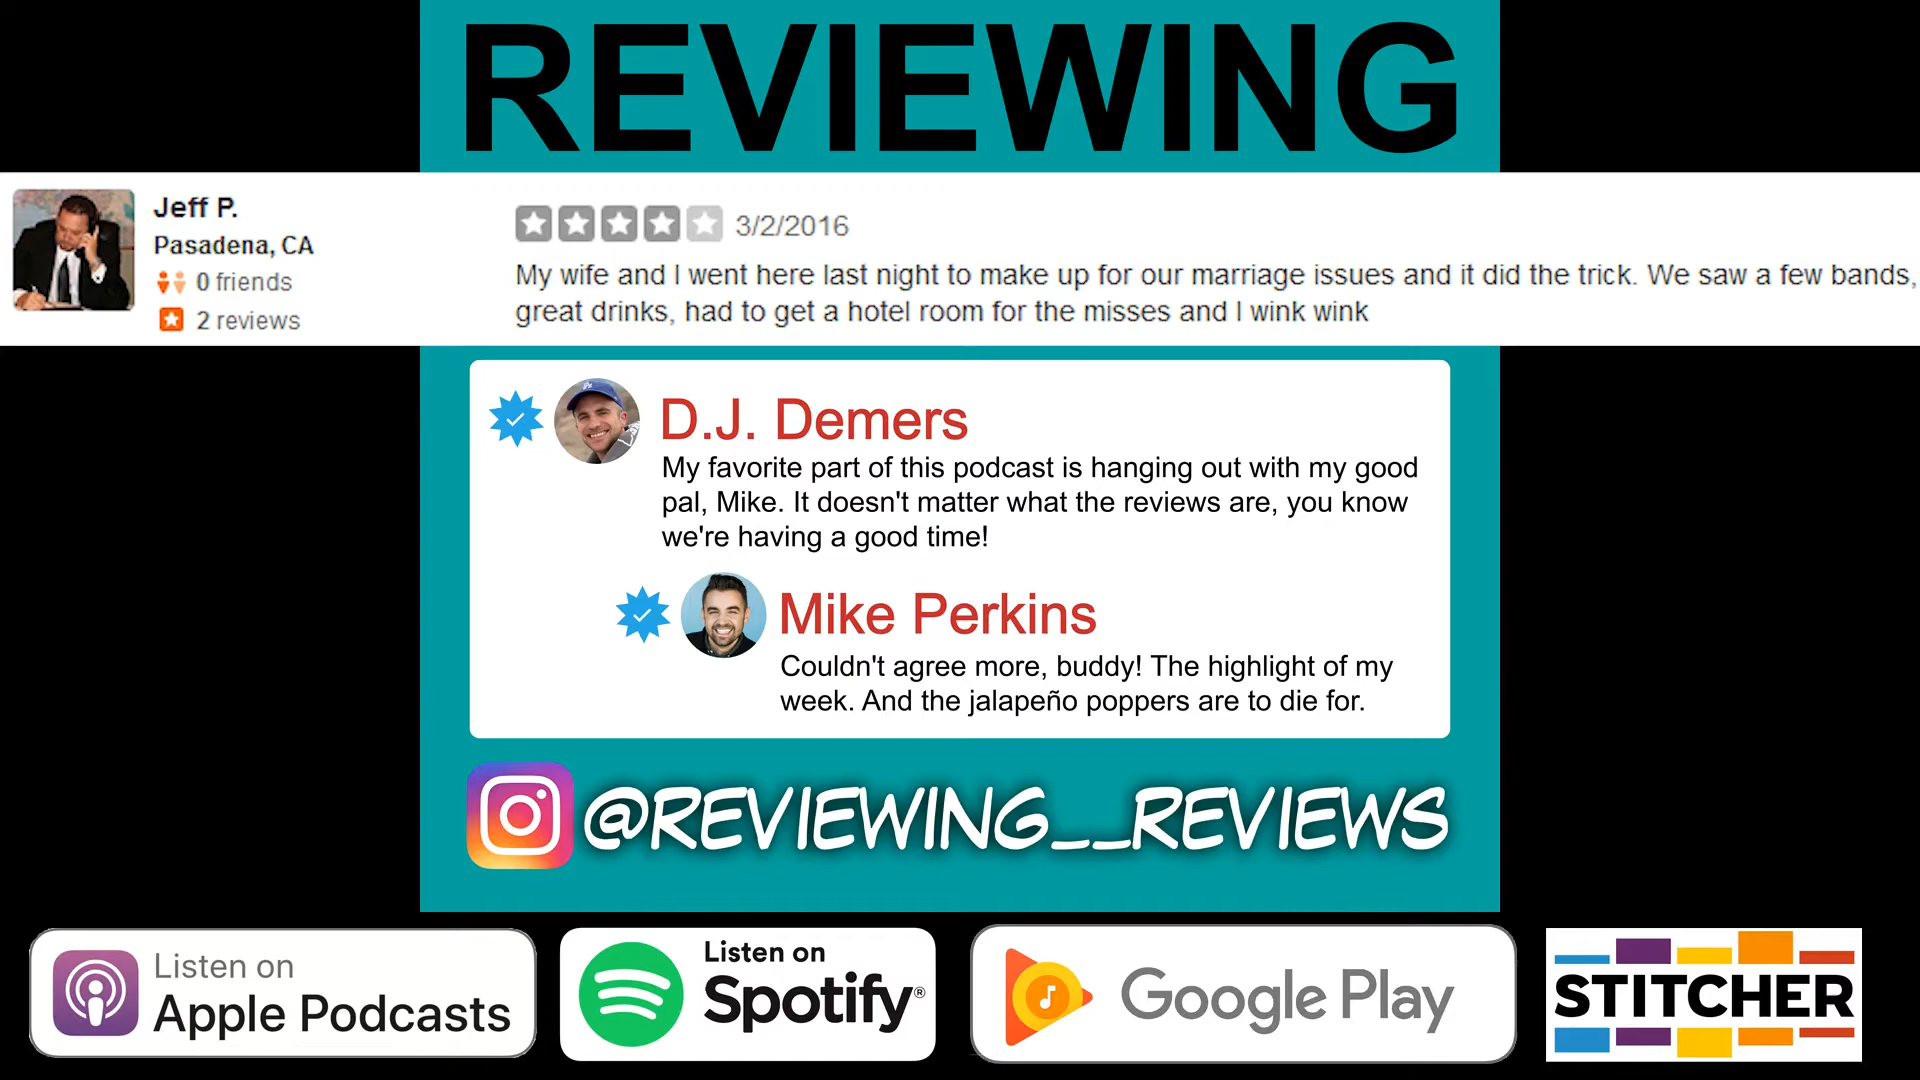 REVIEWING
Jeff P.
Pasadena, CA
0 friends
2 reviews
3/2/2016
My wife and I went here last night to make up for our marriage issues and it did the trick. We saw a few bands,
great drinks, had to get a hotel room for the misses and I wink wink
D.J. Demers
My favorite part of this podcast is hanging out with my good
pal, Mike. It doesn't matter what the reviews are, you know
we're having a good time!
Mike Perkins
Couldn't agree more, buddy! The highlight of my
week. And the jalapeño poppers are to die for.
@REVIEWING__REVIEWS
Listen on
Apple Podcasts
Listen on
Spotify®
Google Play
STITCHER